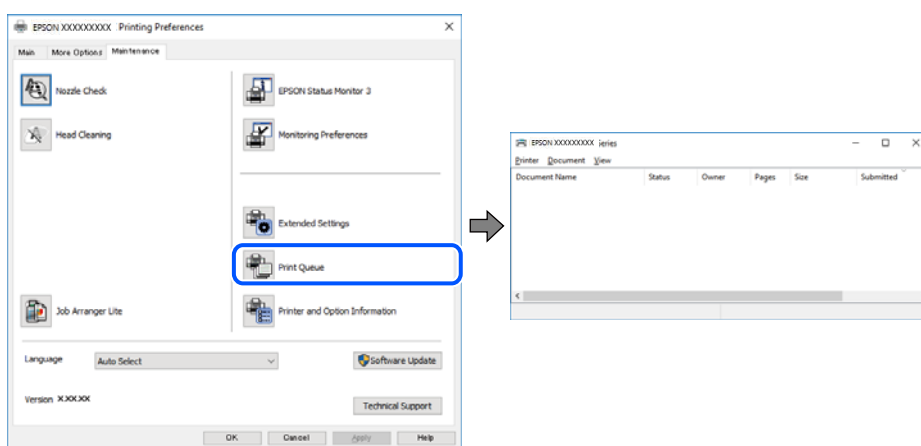 EPSON XXXXXXXXX Printing Preferences
Main More Options Maintenance
Nozzle Check
EPSON Status Monitor 3
Head Cleaning
Monitoring Preferences
Extended Settings
Print Queue
Job Arranger Lite
Printer and Option Information
Language Auto Select Software Update
Version X.XX.XX
Technical Support
OK Cancel Apply Help
EPSON XXXXXXXXX Series
Printer Document View
Document Name Status Owner Pages Size Submitted